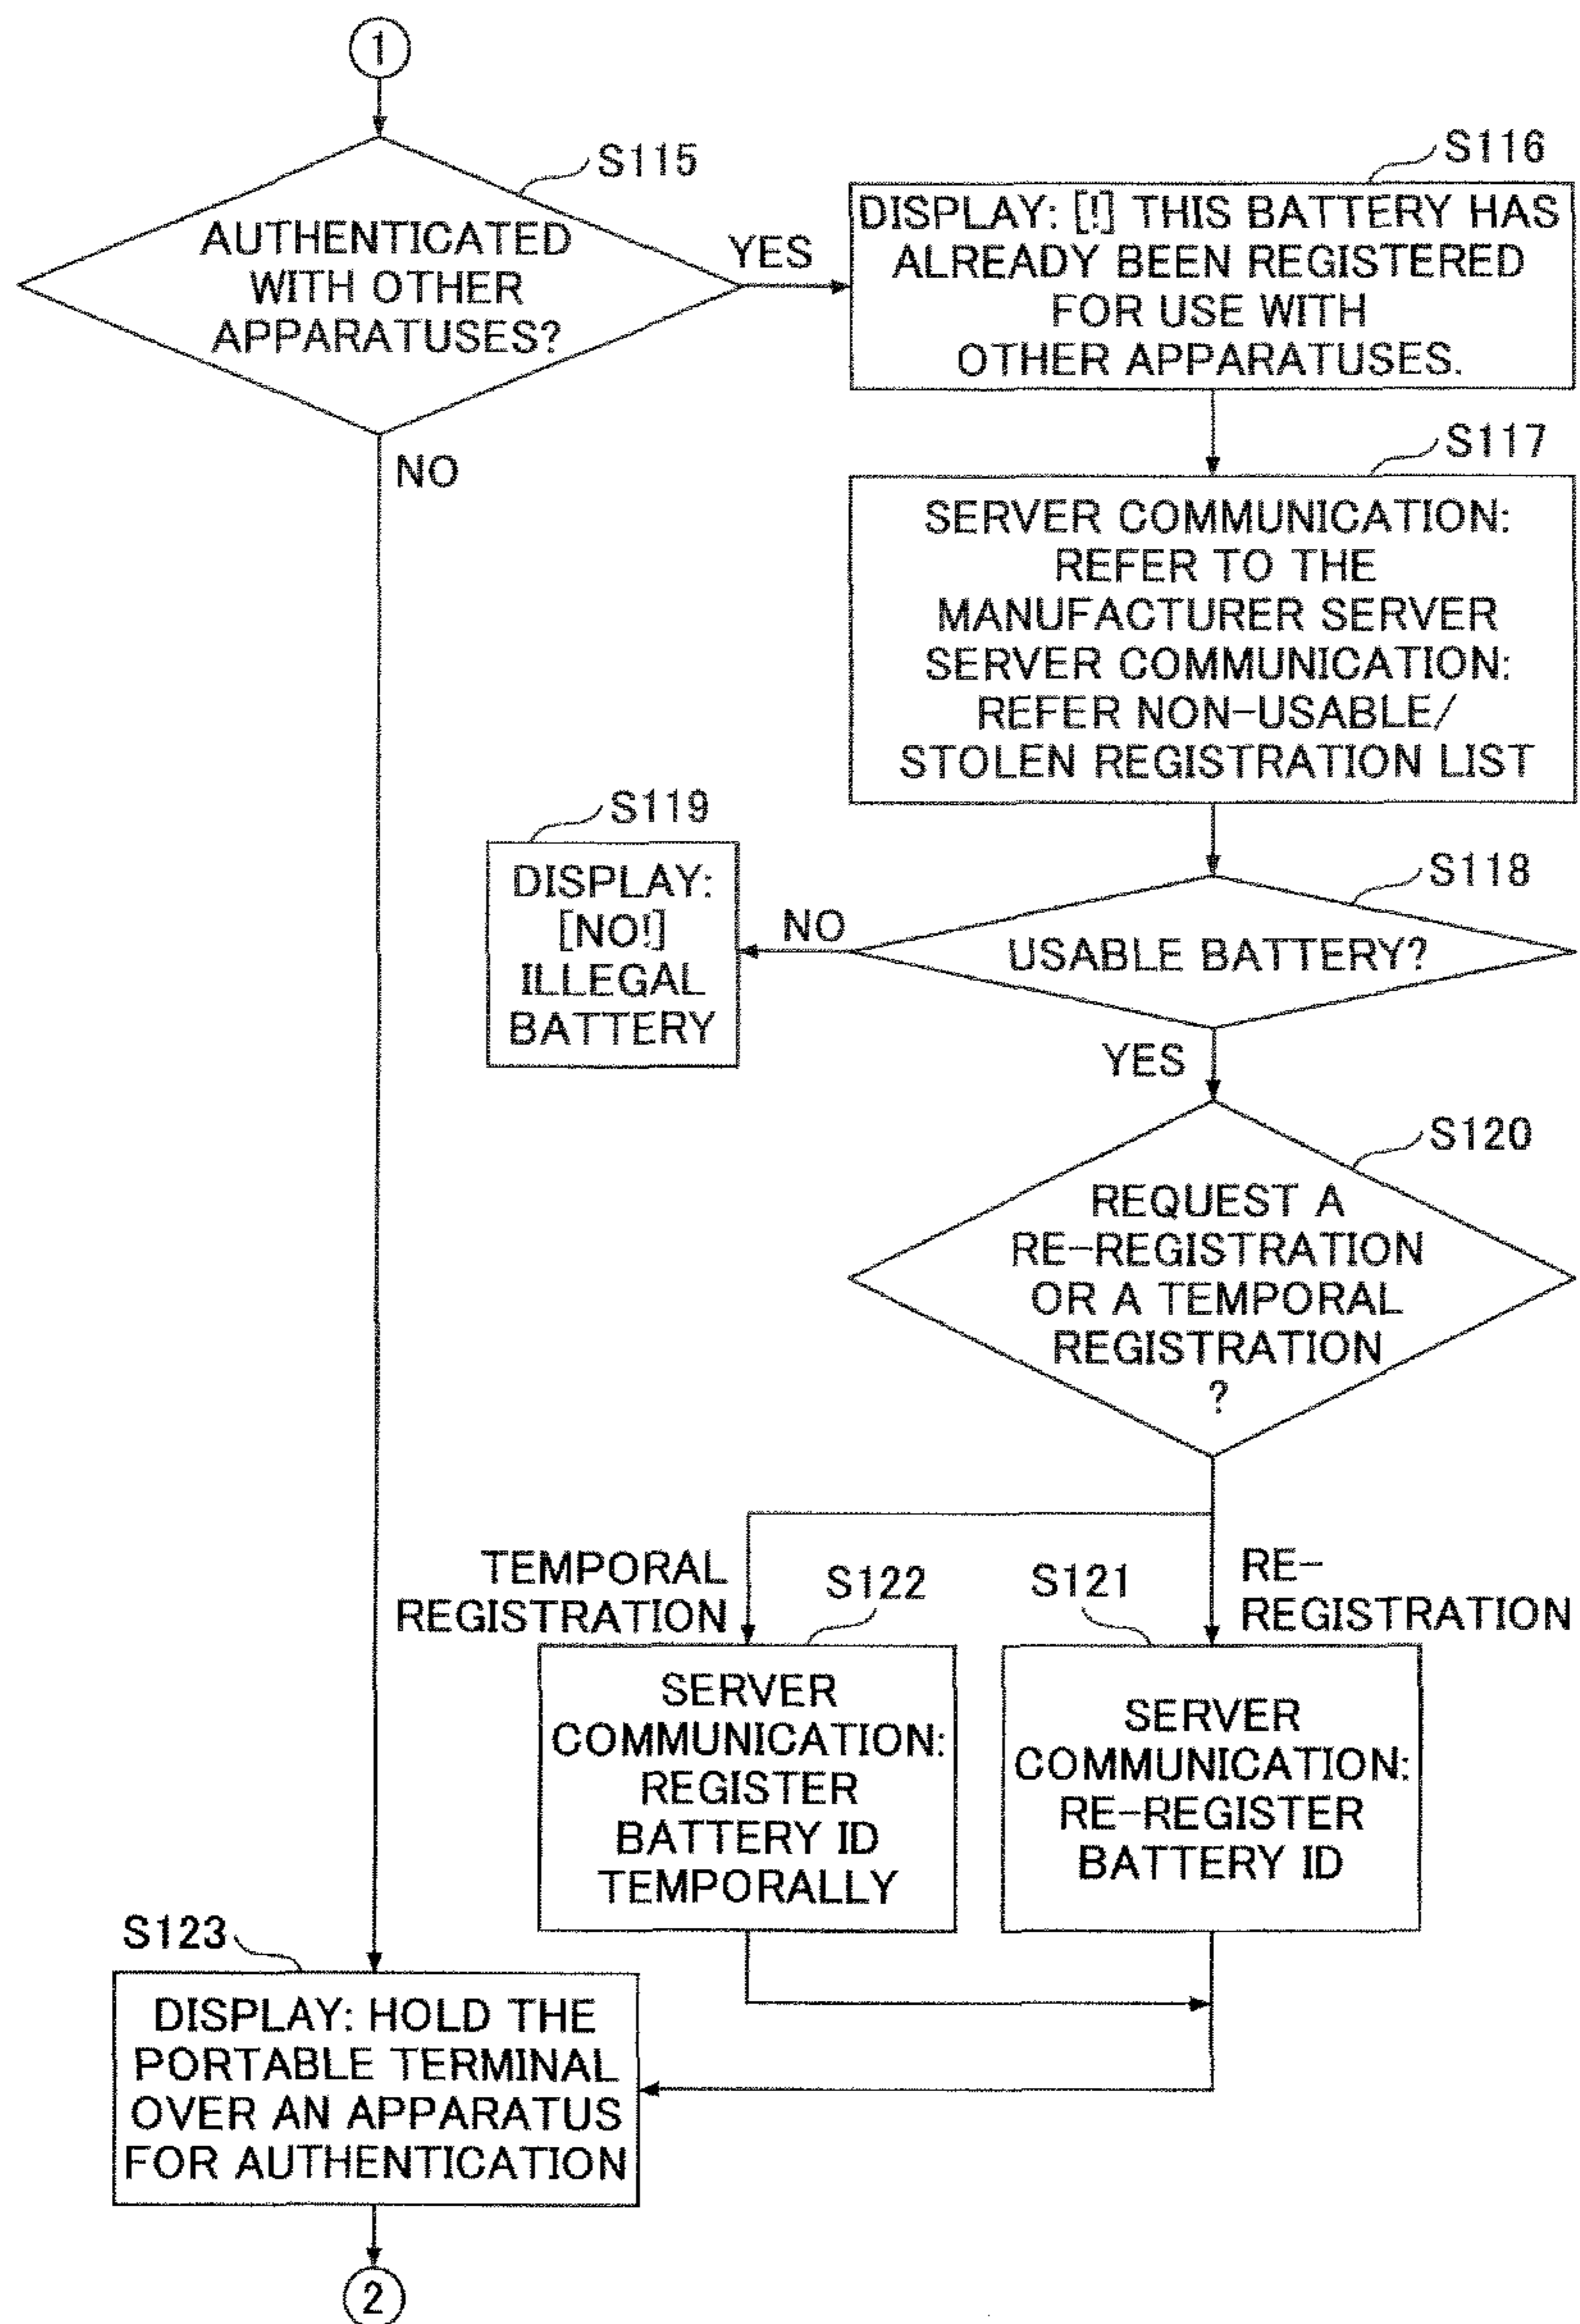 1
S115
AUTHENTICATED
WITH OTHER
APPARATUSES?
YES
NO
S116
DISPLAY: [!] THIS BATTERY HAS
ALREADY BEEN REGISTERED
FOR USE WITH
OTHER APPARATUSES.
S117
SERVER COMMUNICATION:
REFER TO THE
MANUFACTURER SERVER
SERVER COMMUNICATION:
REFER NON-USABLE/
STOLEN REGISTRATION LIST
S118
USABLE BATTERY?
NO
YES
S119
DISPLAY:
[NO!]
ILLEGAL
BATTERY
S120
REQUEST A
RE-REGISTRATION
OR A TEMPORAL
REGISTRATION
?
TEMPORAL
REGISTRATION
RE-
REGISTRATION
S122
SERVER
COMMUNICATION:
REGISTER
BATTERY ID
TEMPORALLY
S121
SERVER
COMMUNICATION:
RE-REGISTER
BATTERY ID
S123
DISPLAY: HOLD THE
PORTABLE TERMINAL
OVER AN APPARATUS
FOR AUTHENTICATION
2